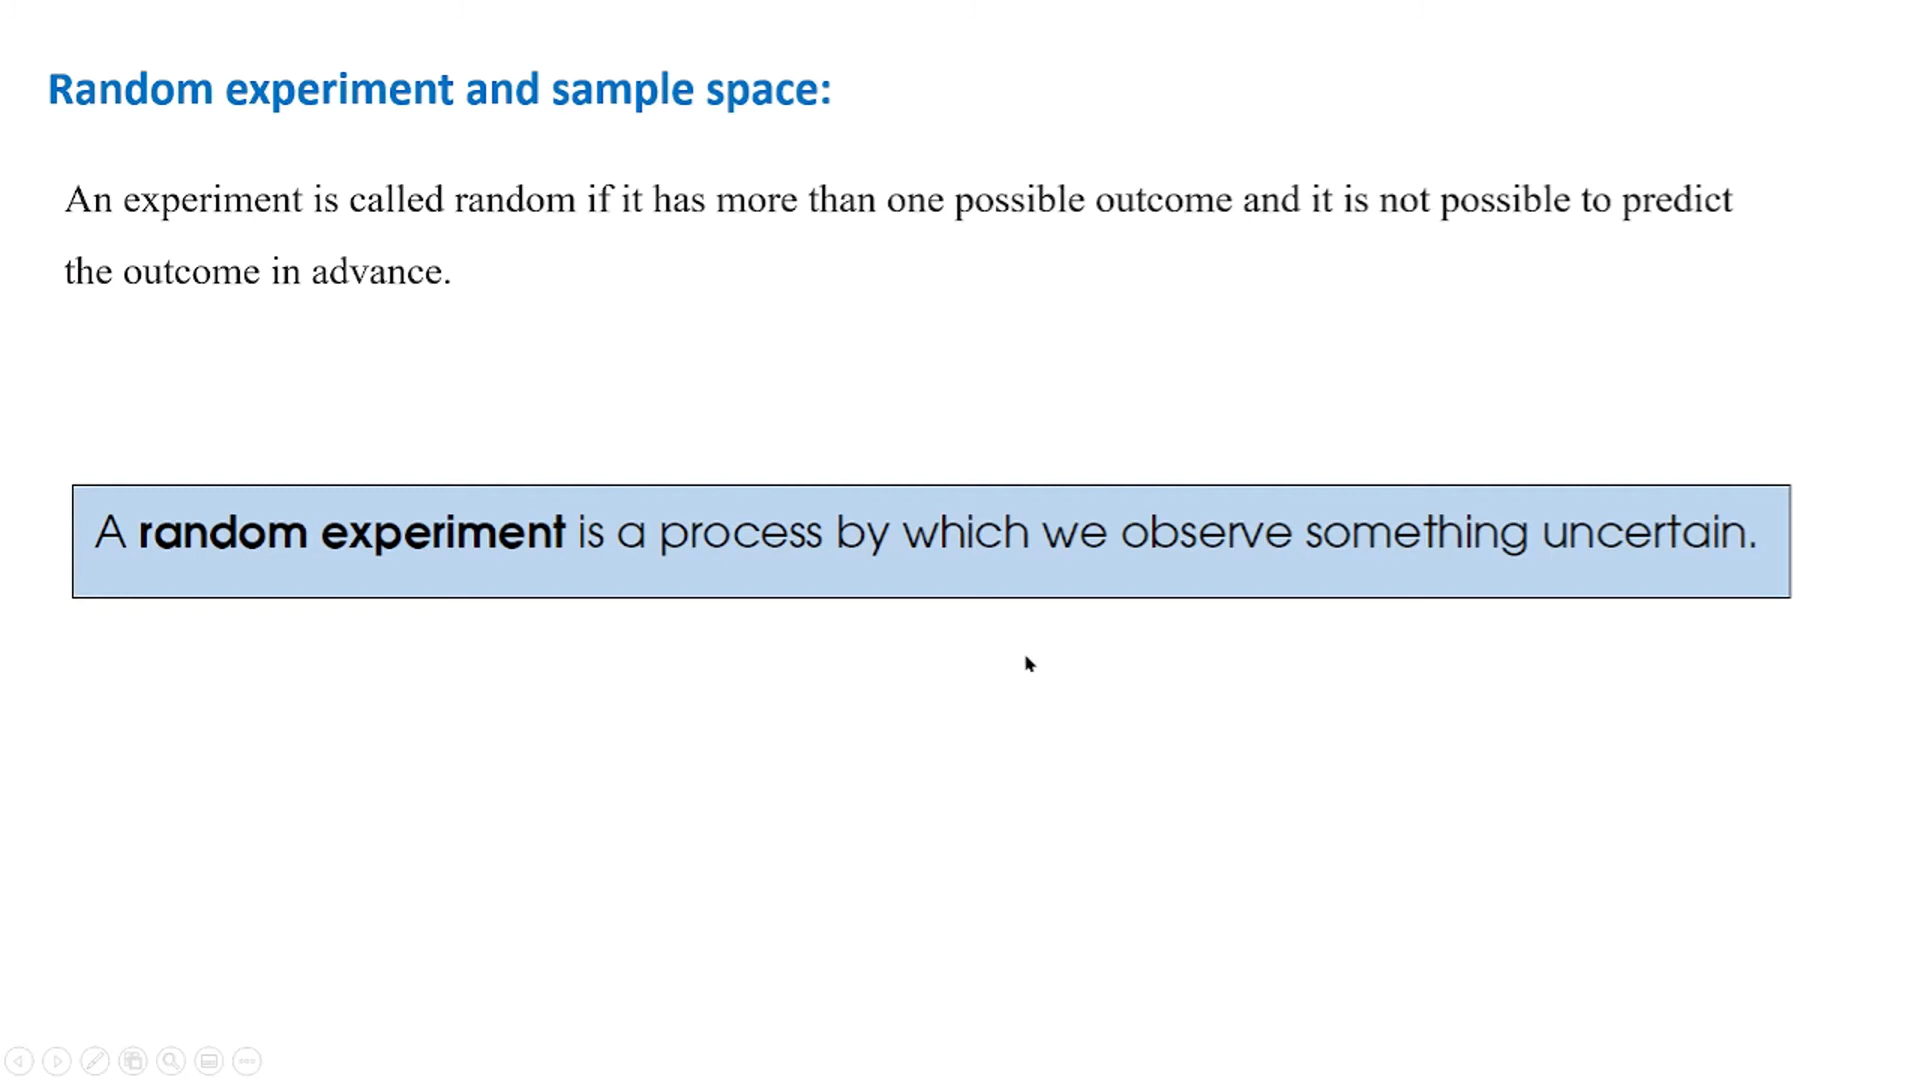 Random experiment and sample space:
An experiment is called random if it has more than one possible outcome and it is not possible to predict
the outcome in advance.
A random experiment is a process by which we observe something uncertain.